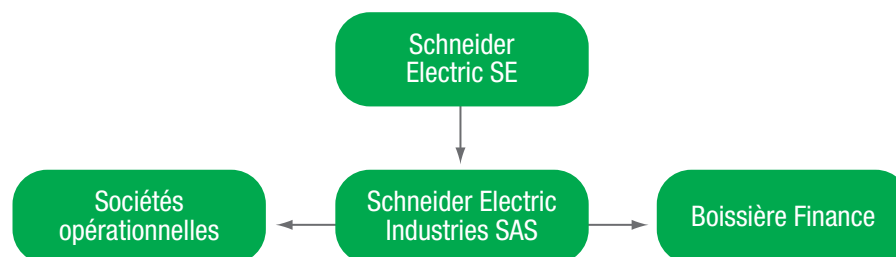 Schneider
Electric SE
Sociétés
opérationnelles
Schneider Electric
Industries SAS
Boissière Finance